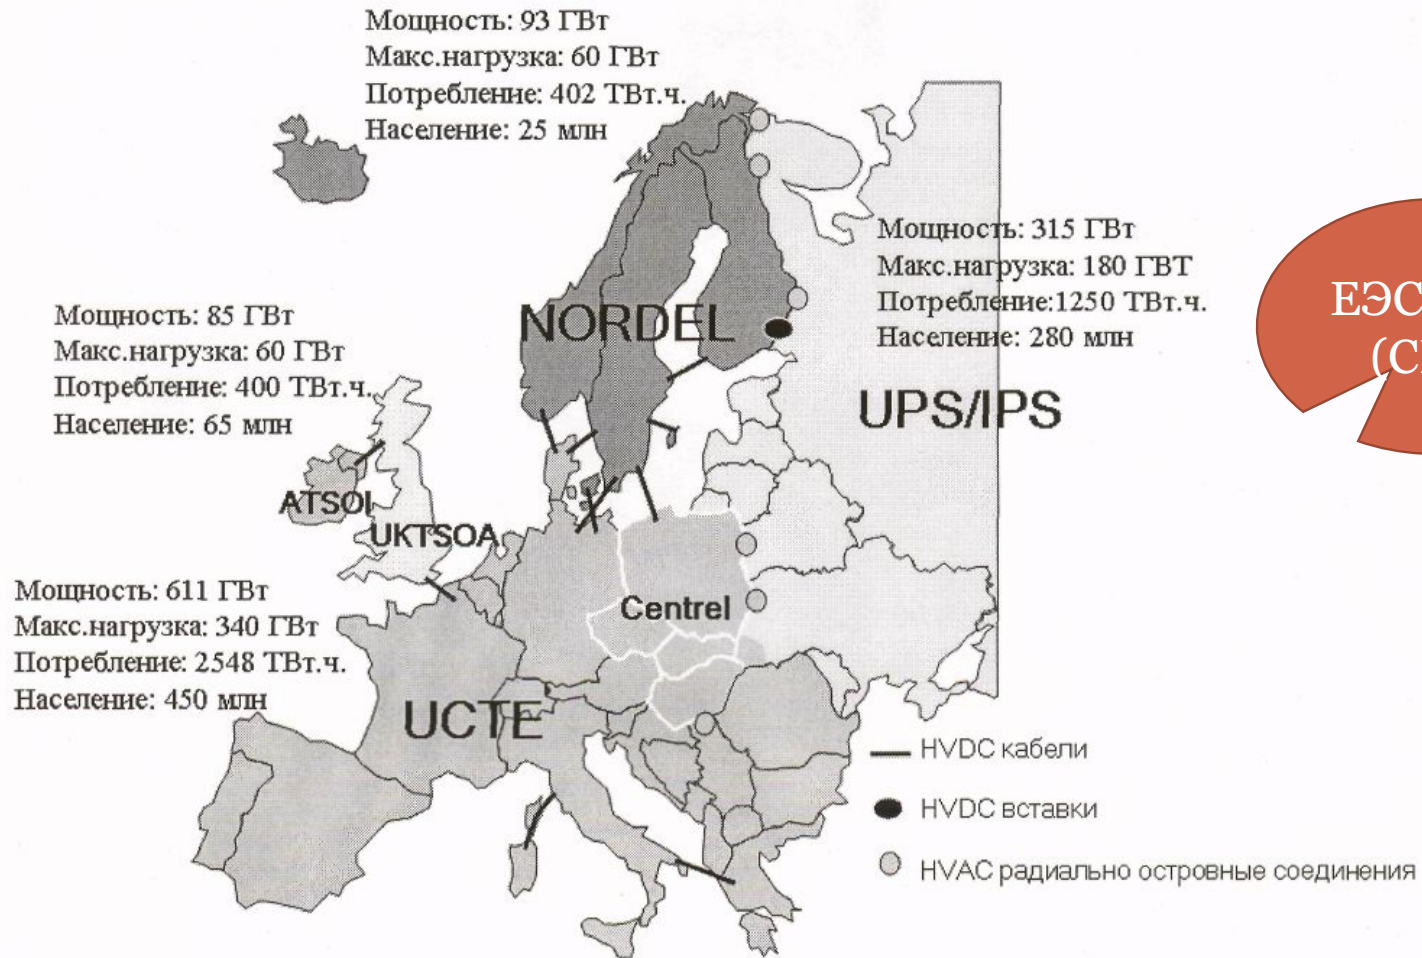 Мощность: 93 ГВт
Макс.нагрузка: 60 ГВт
Потребление: 402 ТВт.ч.
Население: 25 млн
Мощность: 315 ГВт
Макс.нагрузка: 180 ГВТ
Потребление:1250 ТВт.ч.
Население: 280 млн
ЕЭС
NORDEL
Мощность: 85 ГВт
Макс.нагрузка: 60 ГВт
Потребление: 400 ТВт.ч.
Население: 65 млн
UPS/IPS
ATSOI
UKTSOA
Мощность: 611 ГВт
Макс.нагрузка: 340 ГВт
Потребление: 2548 ТВт.ч.
Население: 450 млн
Centrel
UCTE
HVDC кабели
HVDC вставки
HVAC радиально островные соединения